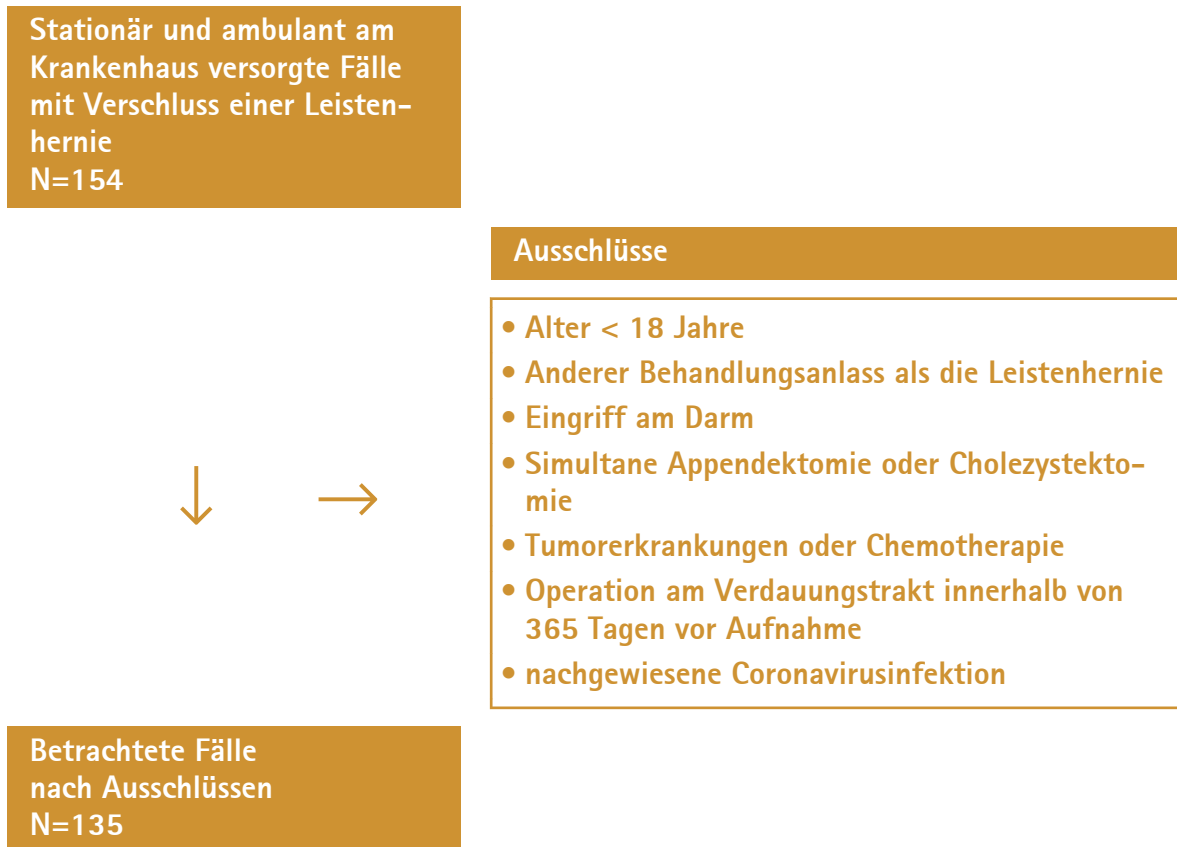 Stationär und ambulant am
Krankenhaus versorgte Fälle
mit Verschluss einer Leisten-
hernie
N=154
Ausschlüsse
• Alter < 18 Jahre
• Anderer Behandlungsanlass als die Leistenhernie
• Eingriff am Darm
• Simultane Appendektomie oder Cholezystekto-
mie
• Tumorerkrankungen oder Chemotherapie
• Operation am Verdauungstrakt innerhalb von
365 Tagen vor Aufnahme
• nachgewiesene Coronavirusinfektion
Betrachtete Fälle
nach Ausschlüssen
N=135